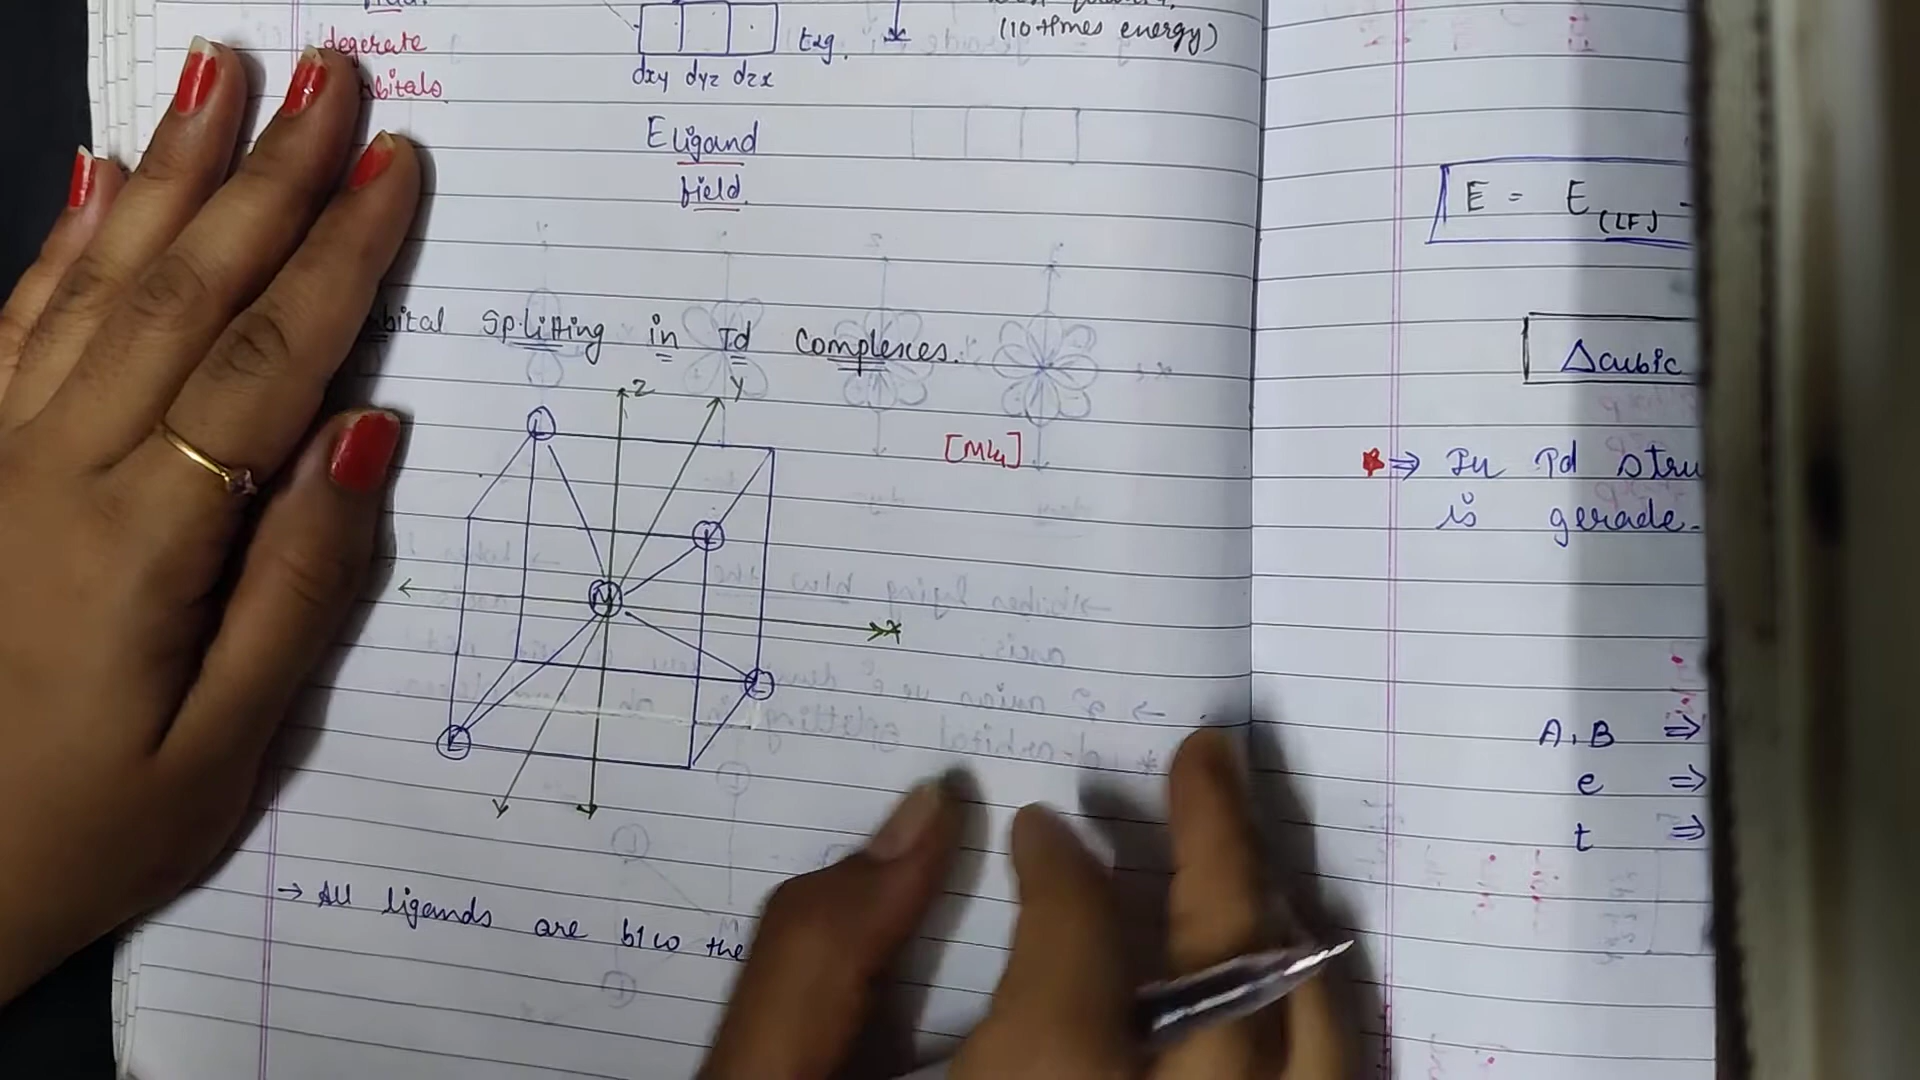 degerate
t2g.
(10 times energy)
dxy dyz dzx
E ligand
field.
E = E(LF)
Splitting in Td Complexes.
Δcubic
z
y
L
[ML4]
⇒ In Td stru
is gerade.
L
M
x
L
L
A, B ⇒
e ⇒
t ⇒
→ All ligands are b/w the